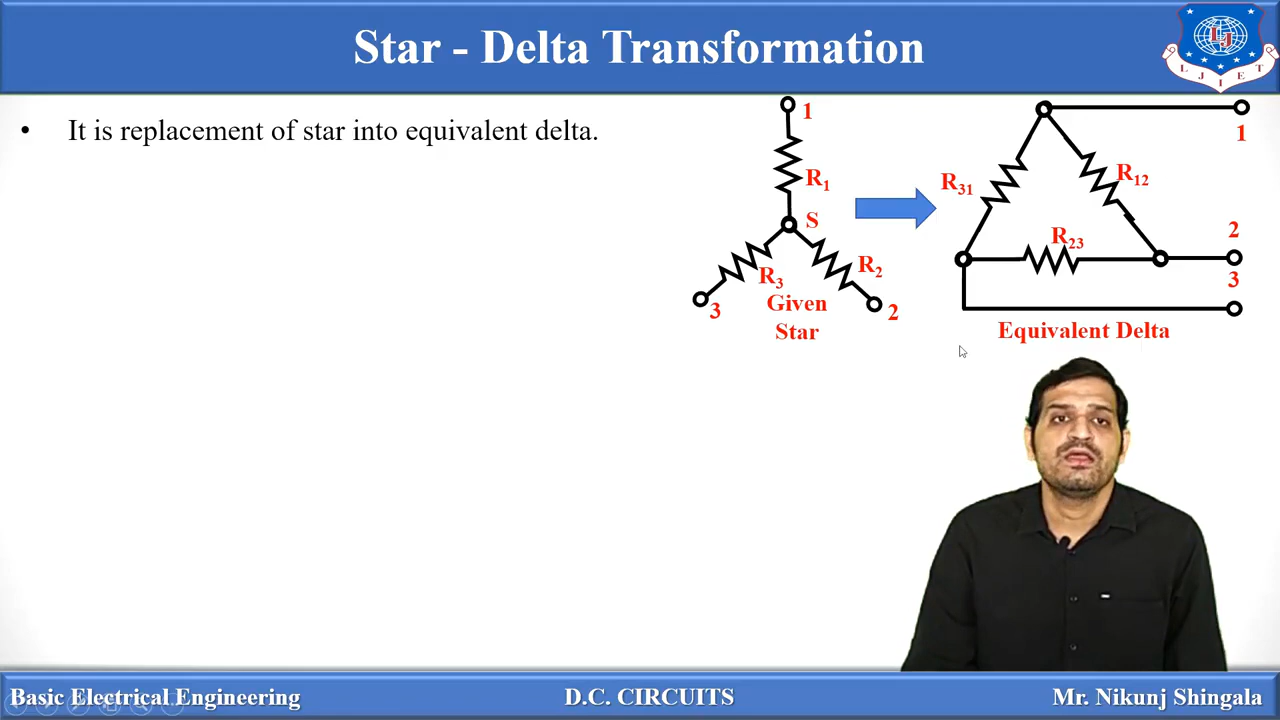 Star - Delta Transformation
LJ
L J I E T
• It is replacement of star into equivalent delta.
1
R1
S
R3
R2
3
Given
Star
2
1
R31
R12
R23
2
3
Equivalent Delta
Basic Electrical Engineering
D.C. CIRCUITS
Mr. Nikunj Shingala